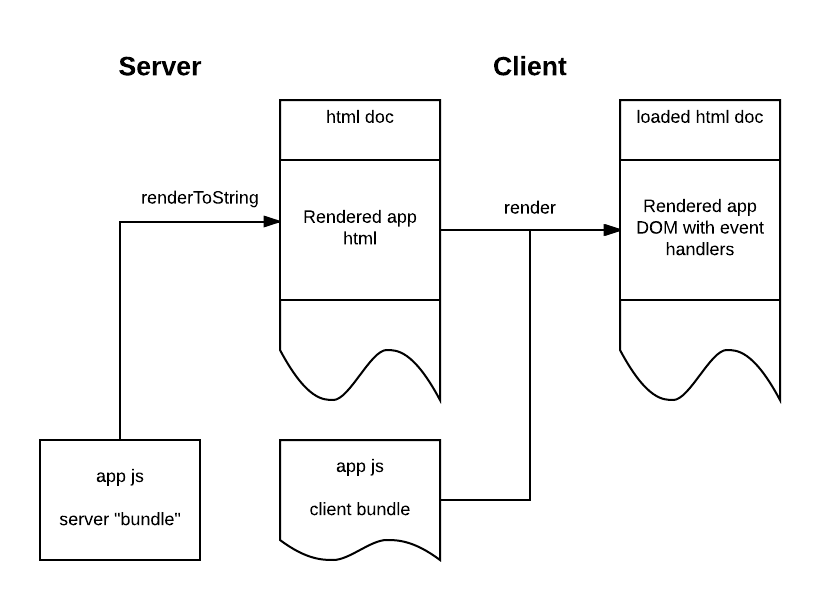 Server
Client
html doc
loaded html doc
renderToString
Rendered app
html
render
Rendered app
DOM with event
handlers
app js
server "bundle"
app js
client bundle